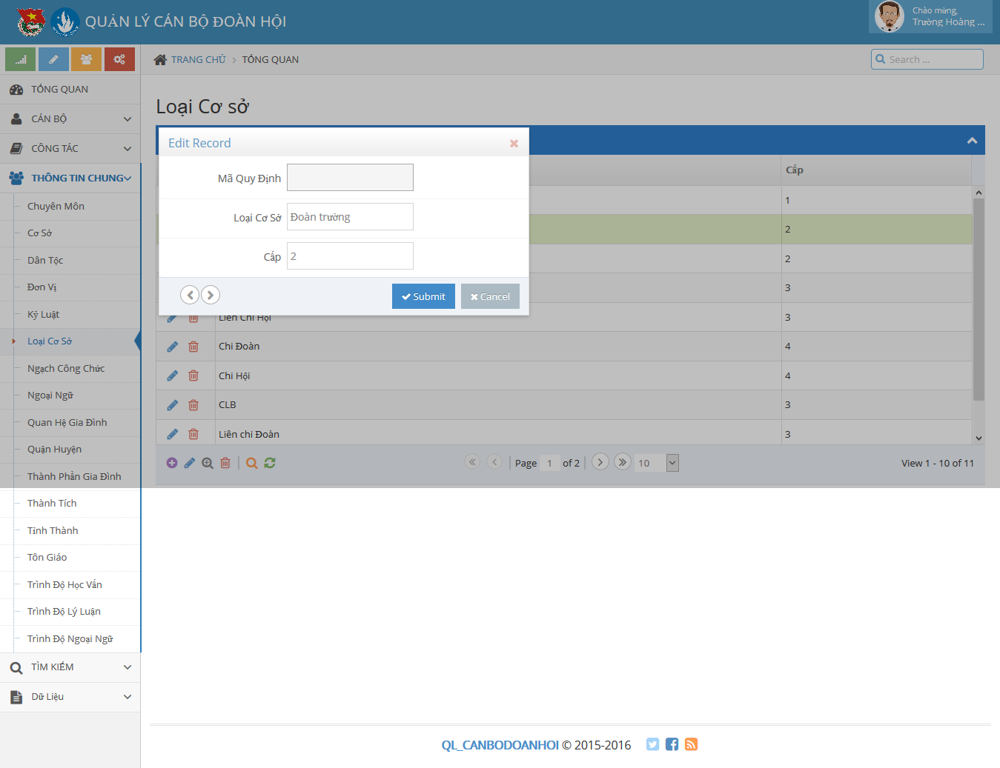 QUẢN LÝ CÁN BỘ ĐOÀN HỘI
Chào mừng,
Trường Hoàng ...
TRANG CHỦ > TỔNG QUAN
Search ...
TỔNG QUAN
CÁN BỘ
CÔNG TÁC
THÔNG TIN CHUNG
Chuyên Môn
Cơ Sở
Dân Tộc
Đơn Vị
Kỷ Luật
Loại Cơ Sở
Ngạch Công Chức
Ngoại Ngữ
Quan Hệ Gia Đình
Quận Huyện
Thành Phần Gia Đình
Thành Tích
Tỉnh Thành
Tôn Giáo
Trình Độ Học Vấn
Trình Độ Lý Luận
Trình Độ Ngoại Ngữ
TÌM KIẾM
Dữ Liệu
Loại Cơ sở
Edit Record
Mã Quy Định
Loại Cơ Sở Đoàn trường
Cấp 2
Submit Cancel
Cấp
1
2
2
3
Liên Chi Hội 3
Chi Đoàn 4
Chi Hội 4
CLB 3
Liên chi Đoàn 3
Page 1 of 2 10 View 1 - 10 of 11
QL_CANBODOANHOI © 2015-2016